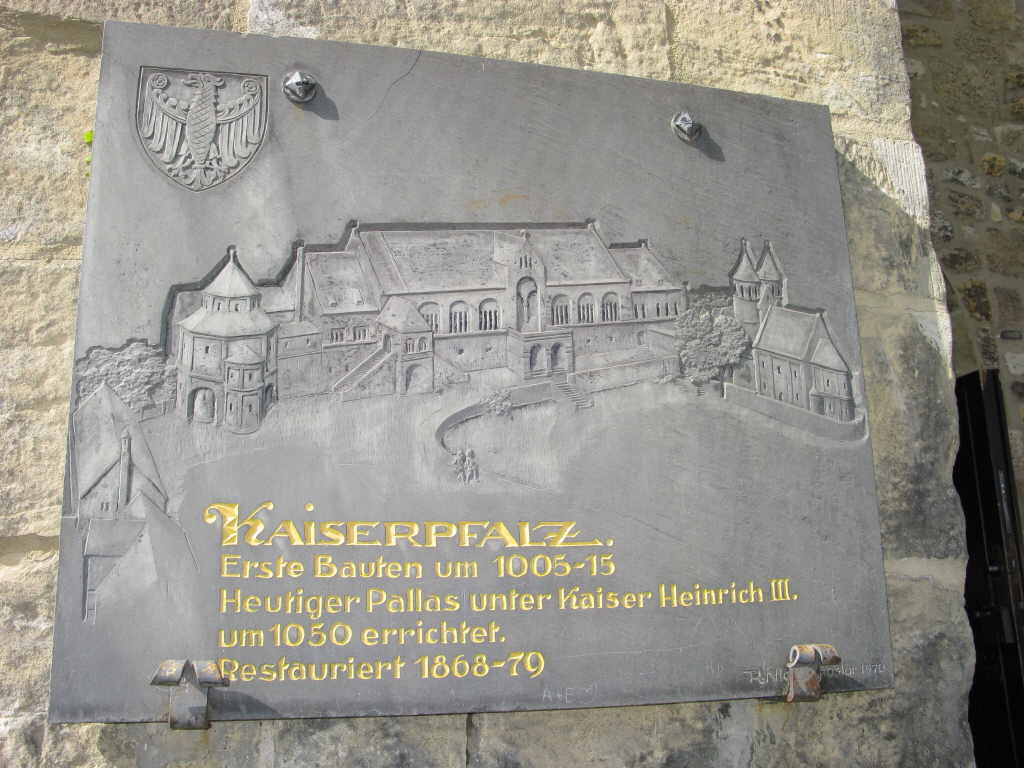 Kaiserpfalz.
Erste Bauten um 1005-15
Heutiger Pallas unter Kaiser Heinrich III.
um 1050 errichtet.
Restauriert 1868-79